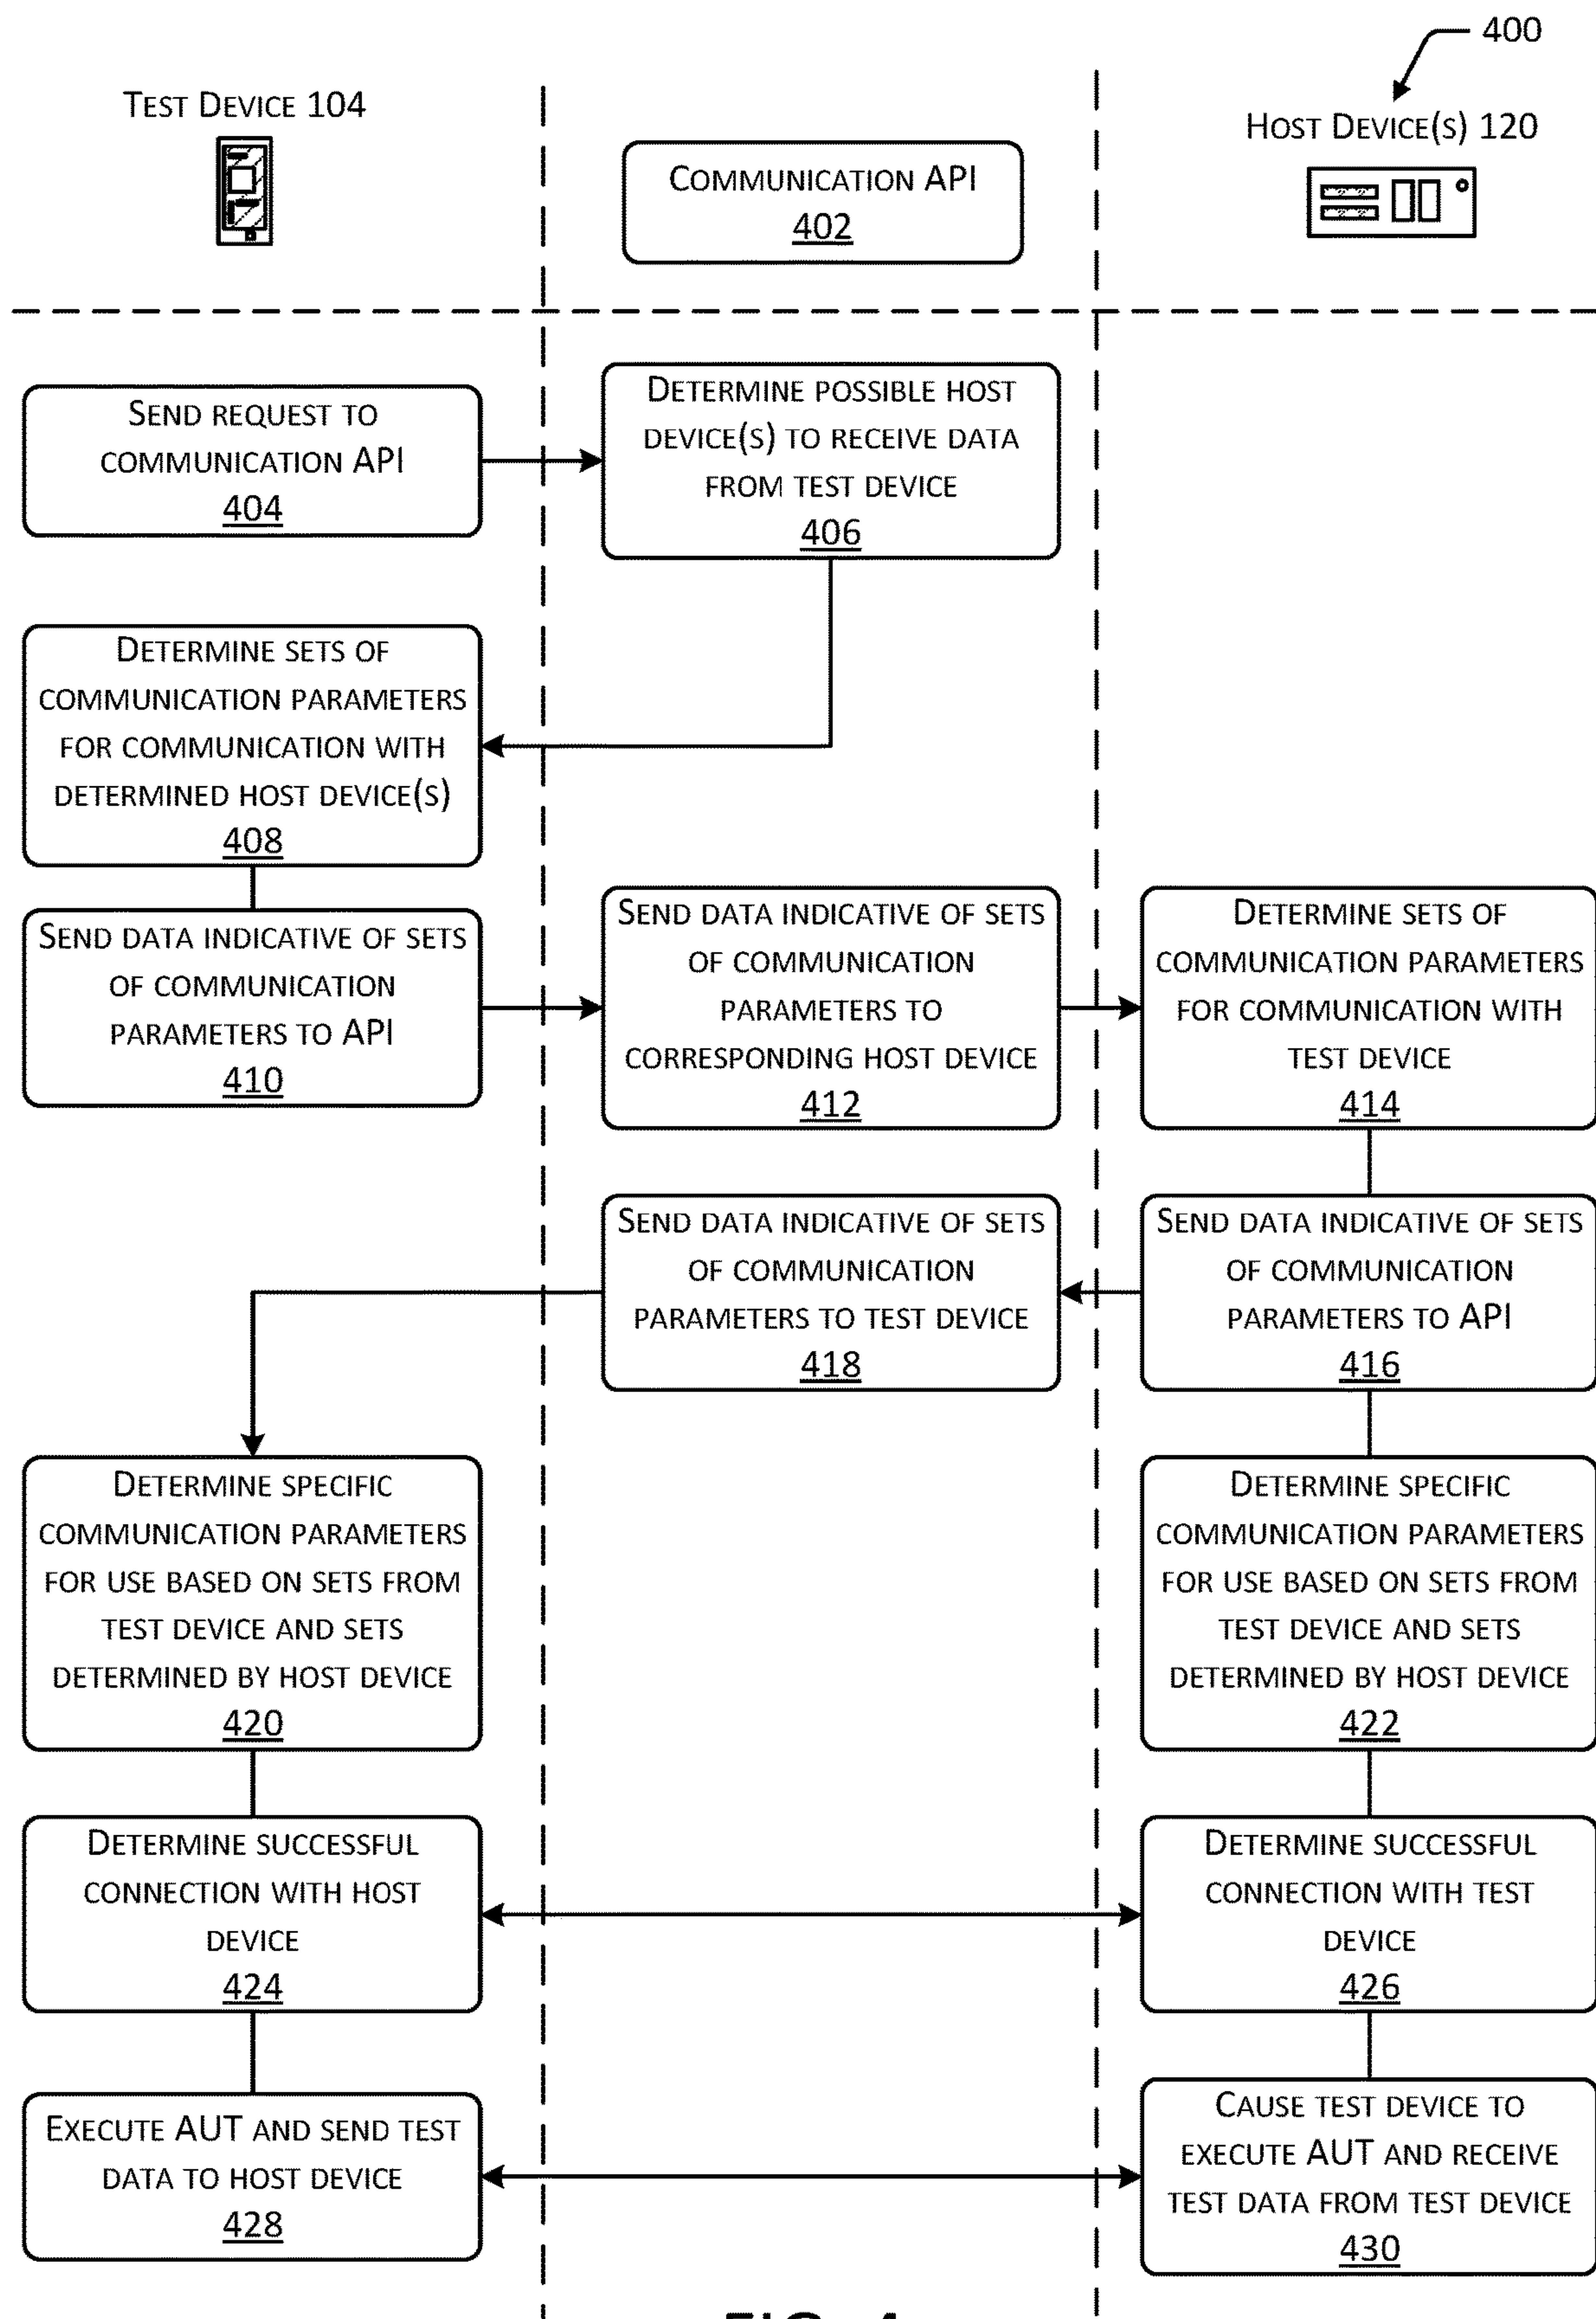 400
TEST DEVICE 104
HOST DEVICE(S) 120
COMMUNICATION API
402
SEND REQUEST TO
COMMUNICATION API
404
DETERMINE POSSIBLE HOST
DEVICE(S) TO RECEIVE DATA
FROM TEST DEVICE
406
DETERMINE SETS OF
COMMUNICATION PARAMETERS
FOR COMMUNICATION WITH
DETERMINED HOST DEVICE(S)
408
SEND DATA INDICATIVE OF SETS
OF COMMUNICATION
PARAMETERS TO API
410
SEND DATA INDICATIVE OF SETS
OF COMMUNICATION
PARAMETERS TO
CORRESPONDING HOST DEVICE
412
DETERMINE SETS OF
COMMUNICATION PARAMETERS
FOR COMMUNICATION WITH
TEST DEVICE
414
SEND DATA INDICATIVE OF SETS
OF COMMUNICATION
PARAMETERS TO TEST DEVICE
418
SEND DATA INDICATIVE OF SETS
OF COMMUNICATION
PARAMETERS TO API
416
DETERMINE SPECIFIC
COMMUNICATION PARAMETERS
FOR USE BASED ON SETS FROM
TEST DEVICE AND SETS
DETERMINED BY HOST DEVICE
420
DETERMINE SPECIFIC
COMMUNICATION PARAMETERS
FOR USE BASED ON SETS FROM
TEST DEVICE AND SETS
DETERMINED BY HOST DEVICE
422
DETERMINE SUCCESSFUL
CONNECTION WITH HOST
DEVICE
424
DETERMINE SUCCESSFUL
CONNECTION WITH TEST
DEVICE
426
EXECUTE AUT AND SEND TEST
DATA TO HOST DEVICE
428
CAUSE TEST DEVICE TO
EXECUTE AUT AND RECEIVE
TEST DATA FROM TEST DEVICE
430